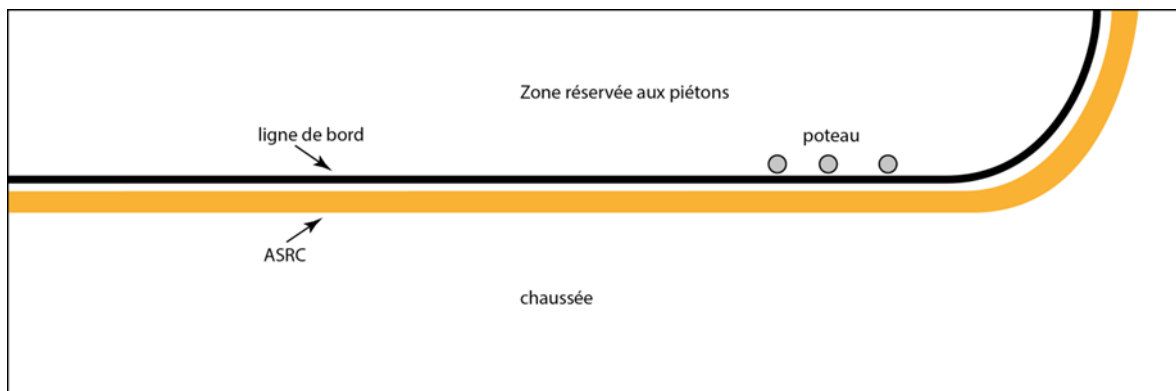 Zone réservée aux piétons
ligne de bord
poteau
ASRC
chaussée